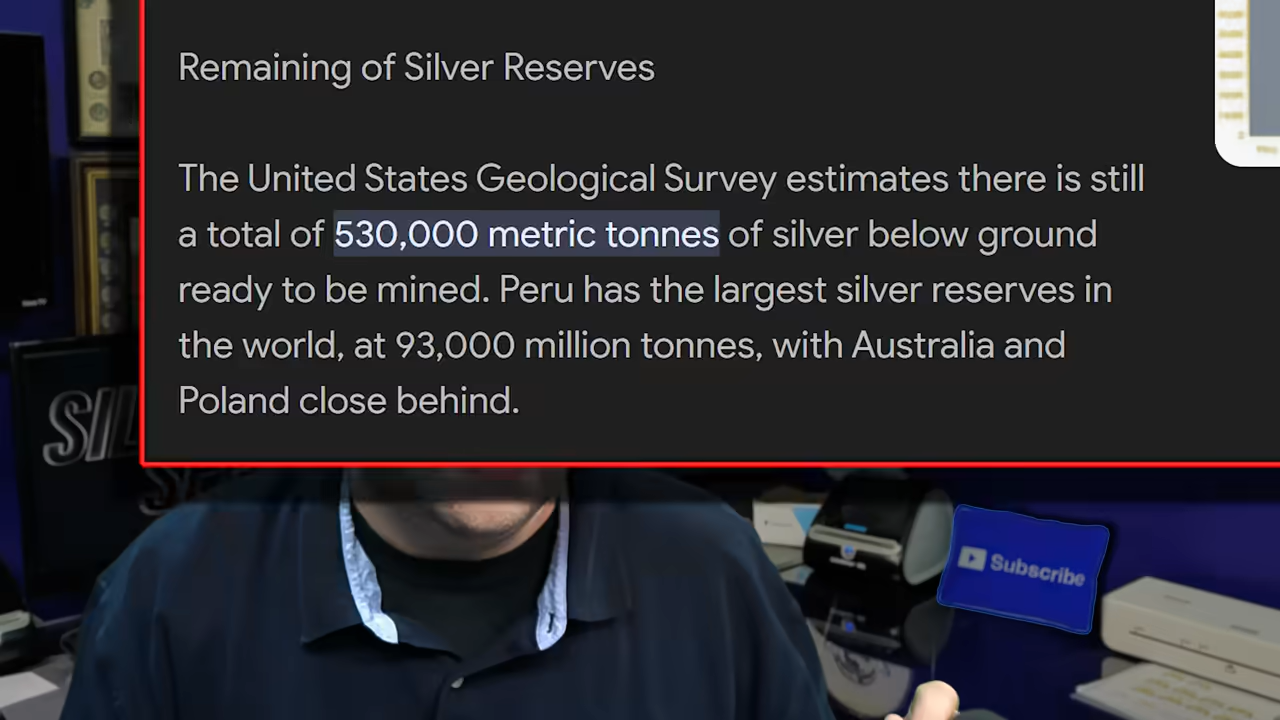 Remaining of Silver Reserves
The United States Geological Survey estimates there is still
a total of 530,000 metric tonnes of silver below ground
ready to be mined. Peru has the largest silver reserves in
the world, at 93,000 million tonnes, with Australia and
Poland close behind.
Subscribe